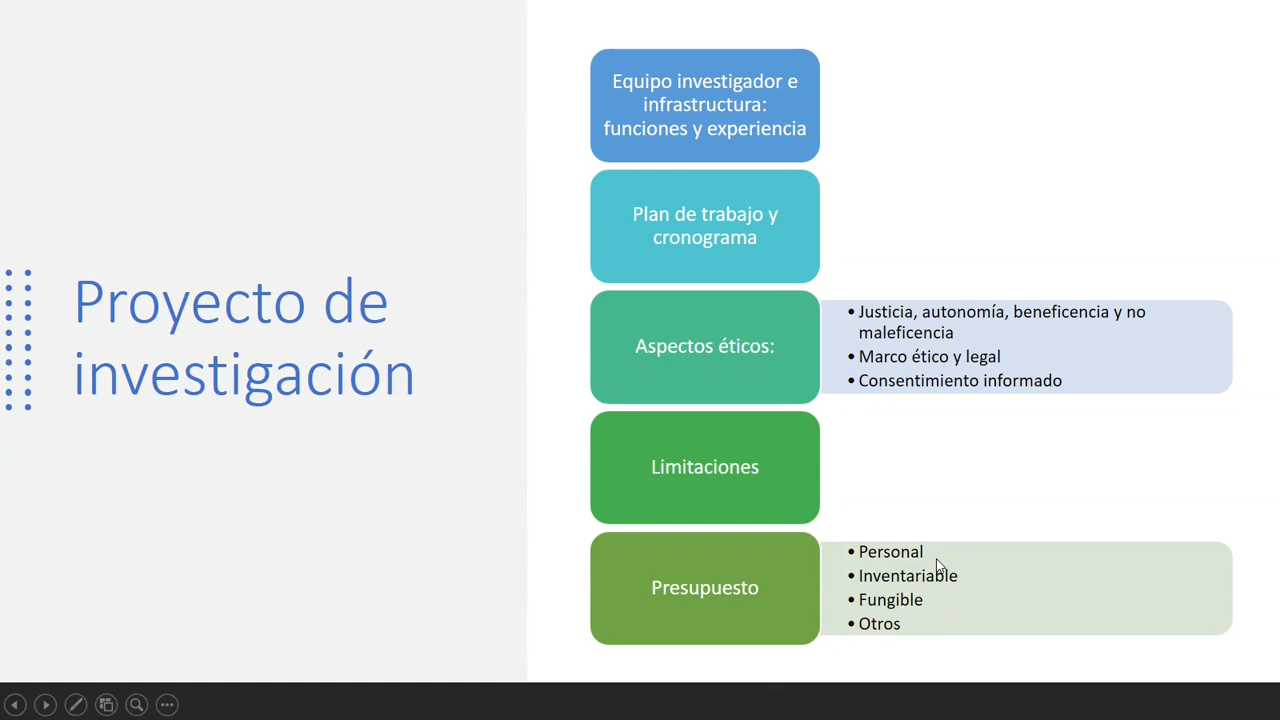 Proyecto de
investigación
Equipo investigador e
infrastructura:
funciones y experiencia
Plan de trabajo y
cronograma
Aspectos éticos:
• Justicia, autonomía, beneficencia y no
maleficencia
• Marco ético y legal
• Consentimiento informado
Limitaciones
Presupuesto
• Personal
• Inventariable
• Fungible
• Otros